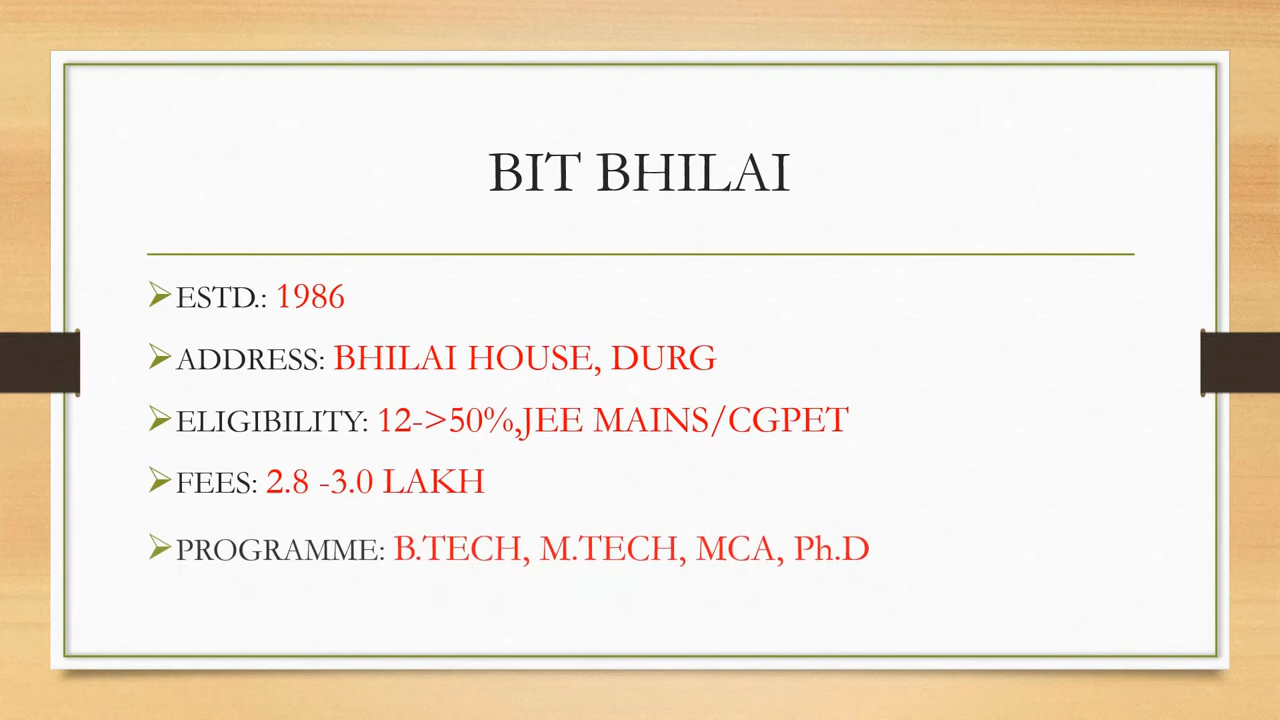 BIT BHILAI
ESTD.: 1986
ADDRESS: BHILAI HOUSE, DURG
ELIGIBILITY: 12->50%,JEE MAINS/CGPET
FEES: 2.8 -3.0 LAKH
PROGRAMME: B.TECH, M.TECH, MCA, Ph.D